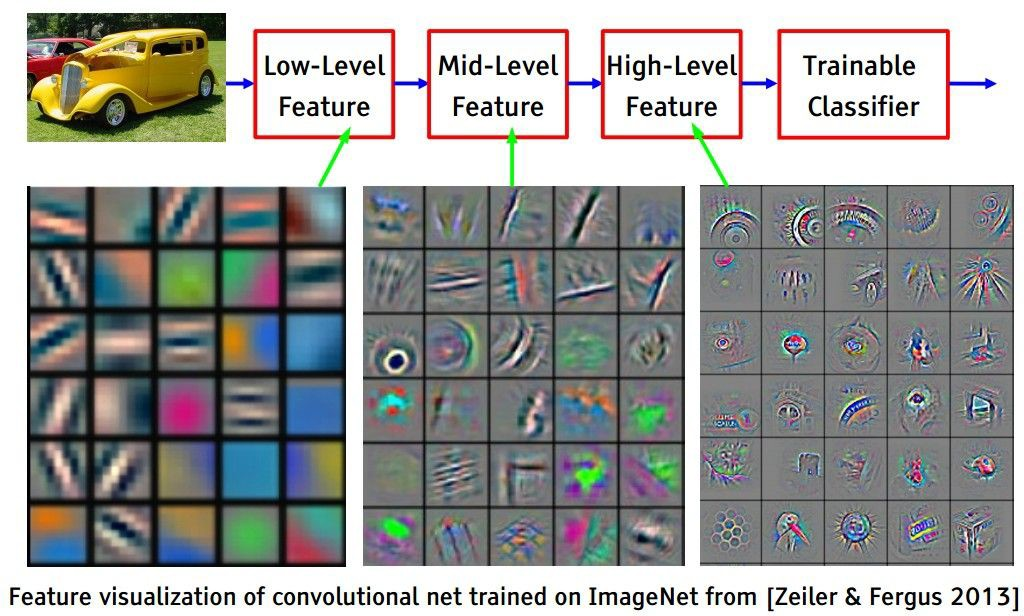 Low-Level
Feature
Mid-Level
Feature
High-Level
Feature
Trainable
Classifier
Feature visualization of convolutional net trained on ImageNet from [Zeiler & Fergus 2013]